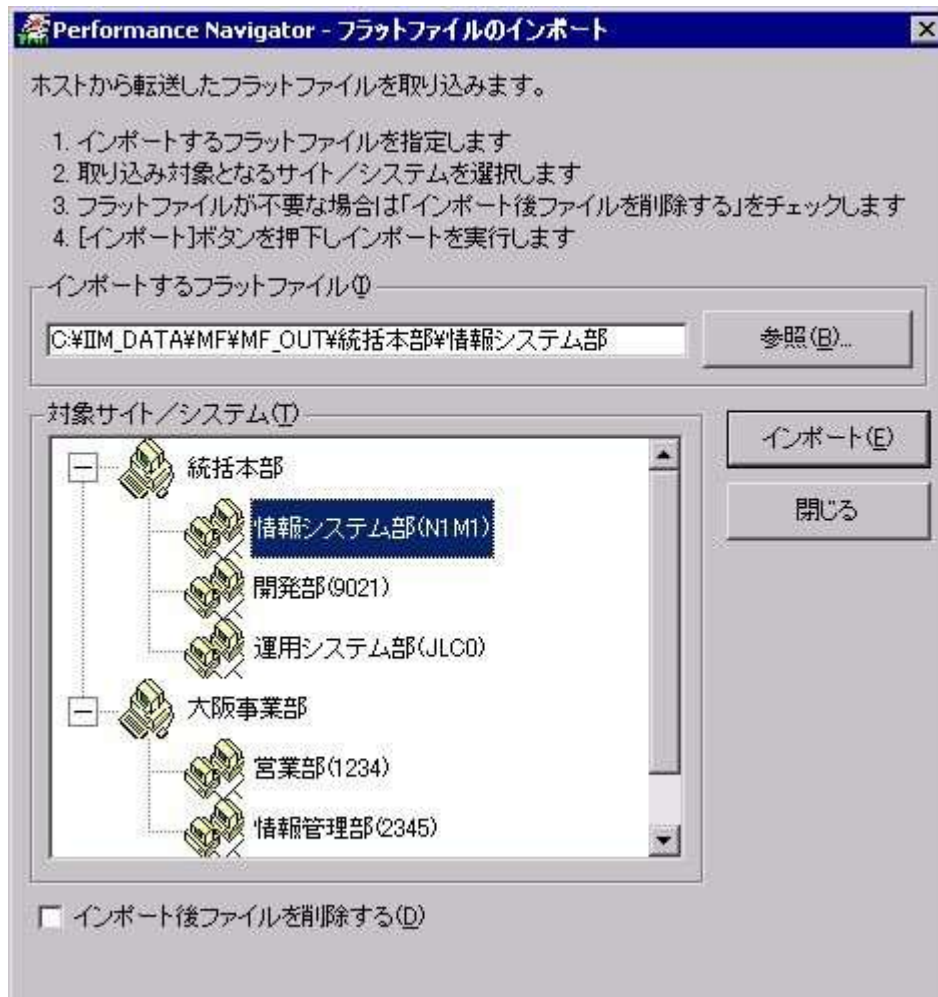 Performance Navigator - フラットファイルのインポート
ホストから転送したフラットファイルを取り込みます。
1. インポートするフラットファイルを指定します
2. 取り込み対象となるサイト／システムを選択します
3. フラットファイルが不要な場合は「インポート後ファイルを削除する」をチェックします
4. [インポート]ボタンを押下しインポートを実行します
インポートするフラットファイル(I)
C:¥IIM_DATA¥MF¥MF_OUT¥統括本部¥情報システム部
参照(B)...
対象サイト／システム(T)
インポート(E)
閉じる
統括本部
情報システム部(N1M1)
開発部(9021)
運用システム部(JLC0)
大阪事業部
営業部(1234)
情報管理部(2345)
インポート後ファイルを削除する(D)